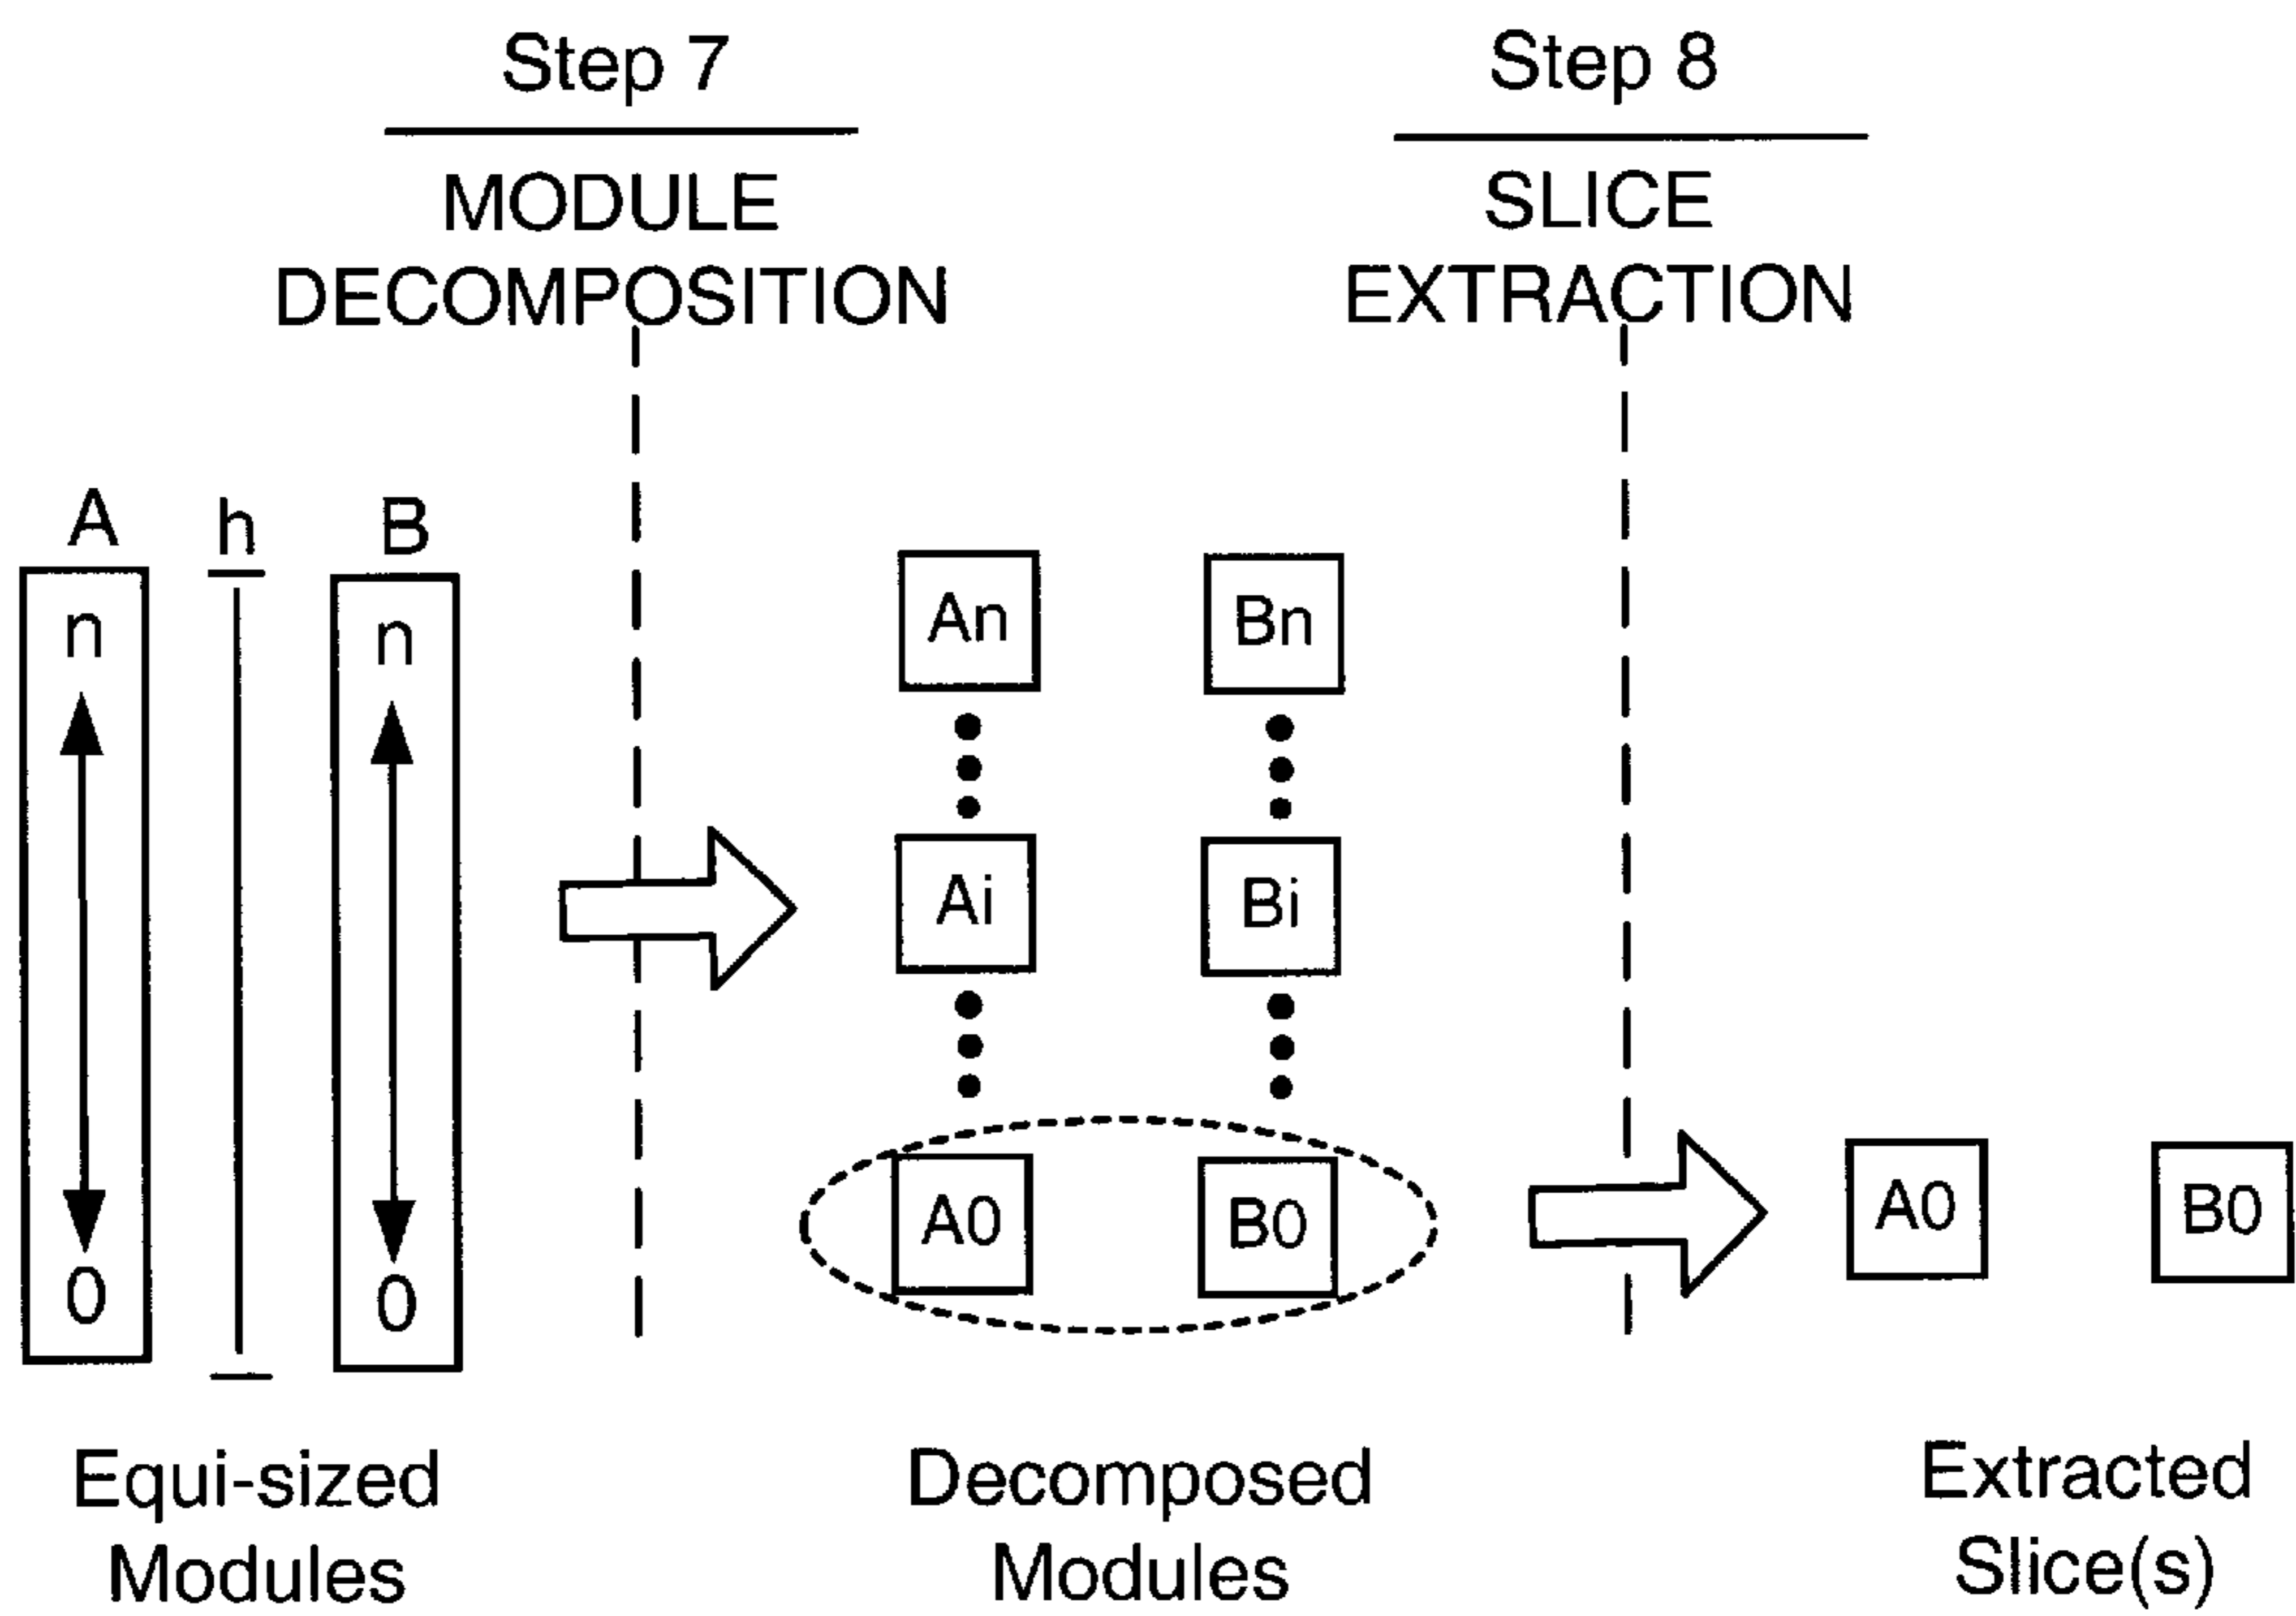 Step 7
MODULE
DECOMPOSITION
Step 8
SLICE
EXTRACTION
A
h
B
n
n
0
0
An
Bn
Ai
Bi
A0
B0
A0
B0
Equi-sized
Modules
Decomposed
Modules
Extracted
Slice(s)